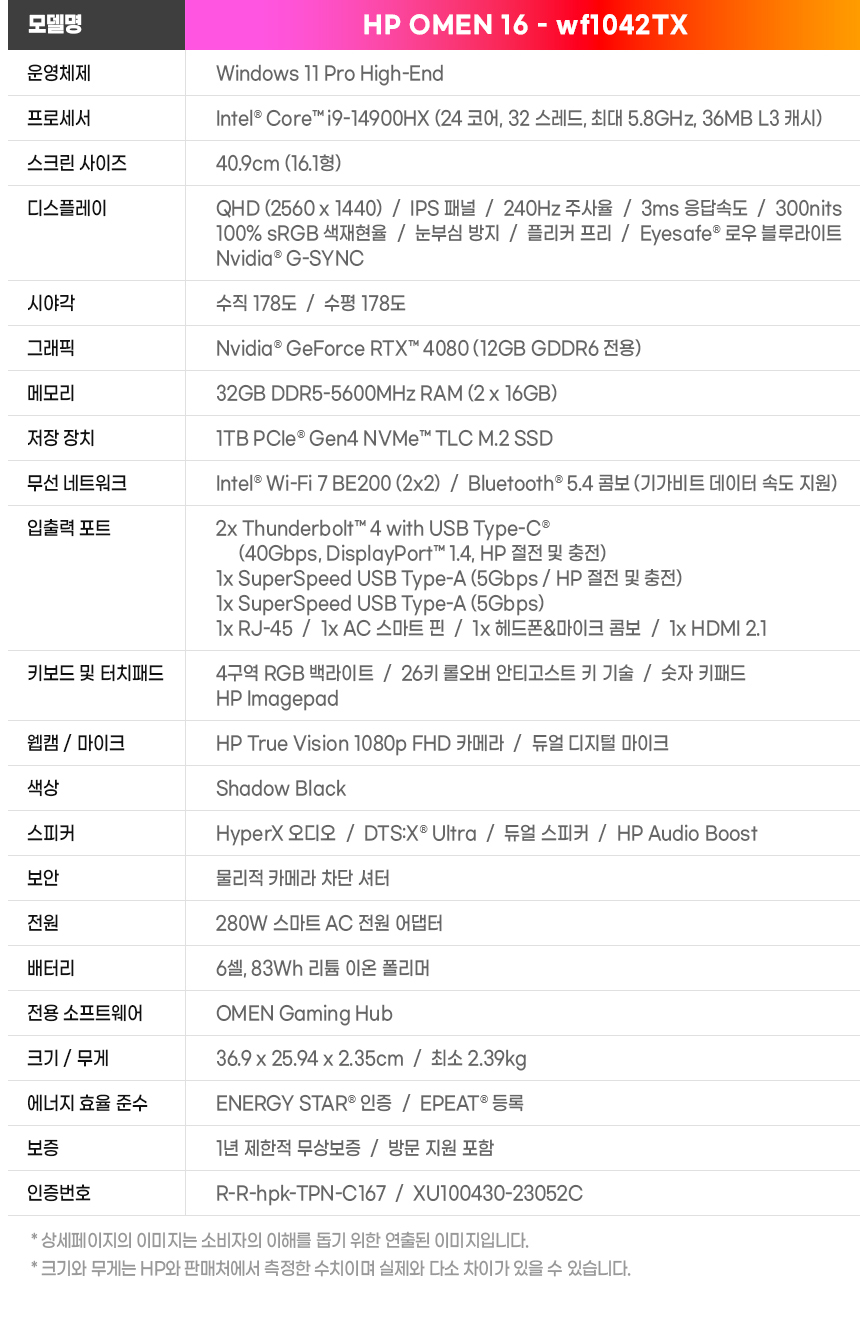 모델명 HP OMEN 16 - wf1042TX
운영체제 Windows 11 Pro High-End
프로세서 Intel® Core™ i9-14900HX (24 코어, 32 스레드, 최대 5.8GHz, 36MB L3 캐시)
스크린 사이즈 40.9cm (16.1형)
디스플레이 QHD (2560 x 1440) / IPS 패널 / 240Hz 주사율 / 3ms 응답속도 / 300nits
100% sRGB 색재현율 / 눈부심 방지 / 플리커 프리 / Eyesafe® 로우 블루라이트
Nvidia® G-SYNC
시야각 수직 178도 / 수평 178도
그래픽 Nvidia® GeForce RTX™ 4080 (12GB GDDR6 전용)
메모리 32GB DDR5-5600MHz RAM (2 x 16GB)
저장 장치 1TB PCIe® Gen4 NVMe™ TLC M.2 SSD
무선 네트워크 Intel® Wi-Fi 7 BE200 (2x2) / Bluetooth® 5.4 콤보 (기가비트 데이터 속도 지원)
입출력 포트 2x Thunderbolt™ 4 with USB Type-C®
(40Gbps, DisplayPort™ 1.4, HP 절전 및 충전)
1x SuperSpeed USB Type-A (5Gbps / HP 절전 및 충전)
1x SuperSpeed USB Type-A (5Gbps)
1x RJ-45 / 1x AC 스마트 핀 / 1x 헤드폰&마이크 콤보 / 1x HDMI 2.1
키보드 및 터치패드 4구역 RGB 백라이트 / 26키 롤오버 안티고스트 키 기술 / 숫자 키패드
HP Imagepad
웹캠 / 마이크 HP True Vision 1080p FHD 카메라 / 듀얼 디지털 마이크
색상 Shadow Black
스피커 HyperX 오디오 / DTS:X® Ultra / 듀얼 스피커 / HP Audio Boost
보안 물리적 카메라 차단 셔터
전원 280W 스마트 AC 전원 어댑터
배터리 6셀, 83Wh 리튬 이온 폴리머
전용 소프트웨어 OMEN Gaming Hub
크기 / 무게 36.9 x 25.94 x 2.35cm / 최소 2.39kg
에너지 효율 준수 ENERGY STAR® 인증 / EPEAT® 등록
보증 1년 제한적 무상보증 / 방문 지원 포함
인증번호 R-R-hpk-TPN-C167 / XU100430-23052C
* 상세페이지의 이미지는 소비자의 이해를 돕기 위한 연출된 이미지입니다.
* 크기와 무게는 HP와 판매처에서 측정한 수치이며 실제와 다소 차이가 있을 수 있습니다.